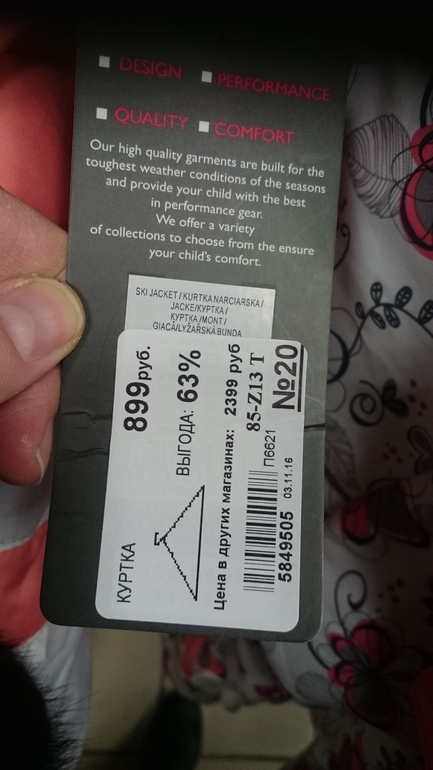 DESIGN
PERFORMANCE
QUALITY
COMFORT
Our high quality garments are built for the
toughest weather conditions of the seasons
and provide your child with the best
in performance gear.
We offer a variety
of collections to choose from the ensure
your child's comfort.
SKI JACKET / KURTKA NARCIARSKA/
JACKE/КУРТКА /
KYPTKA /MONT /
GIACĂ/LYŽAŘSKÁ BUNDA
КУРТКА
899руб.
ВЫГОДА: 63%
Цена в других магазинах: 2399 руб
85-Z13 T
П6621
5849505 03.11.16
№20